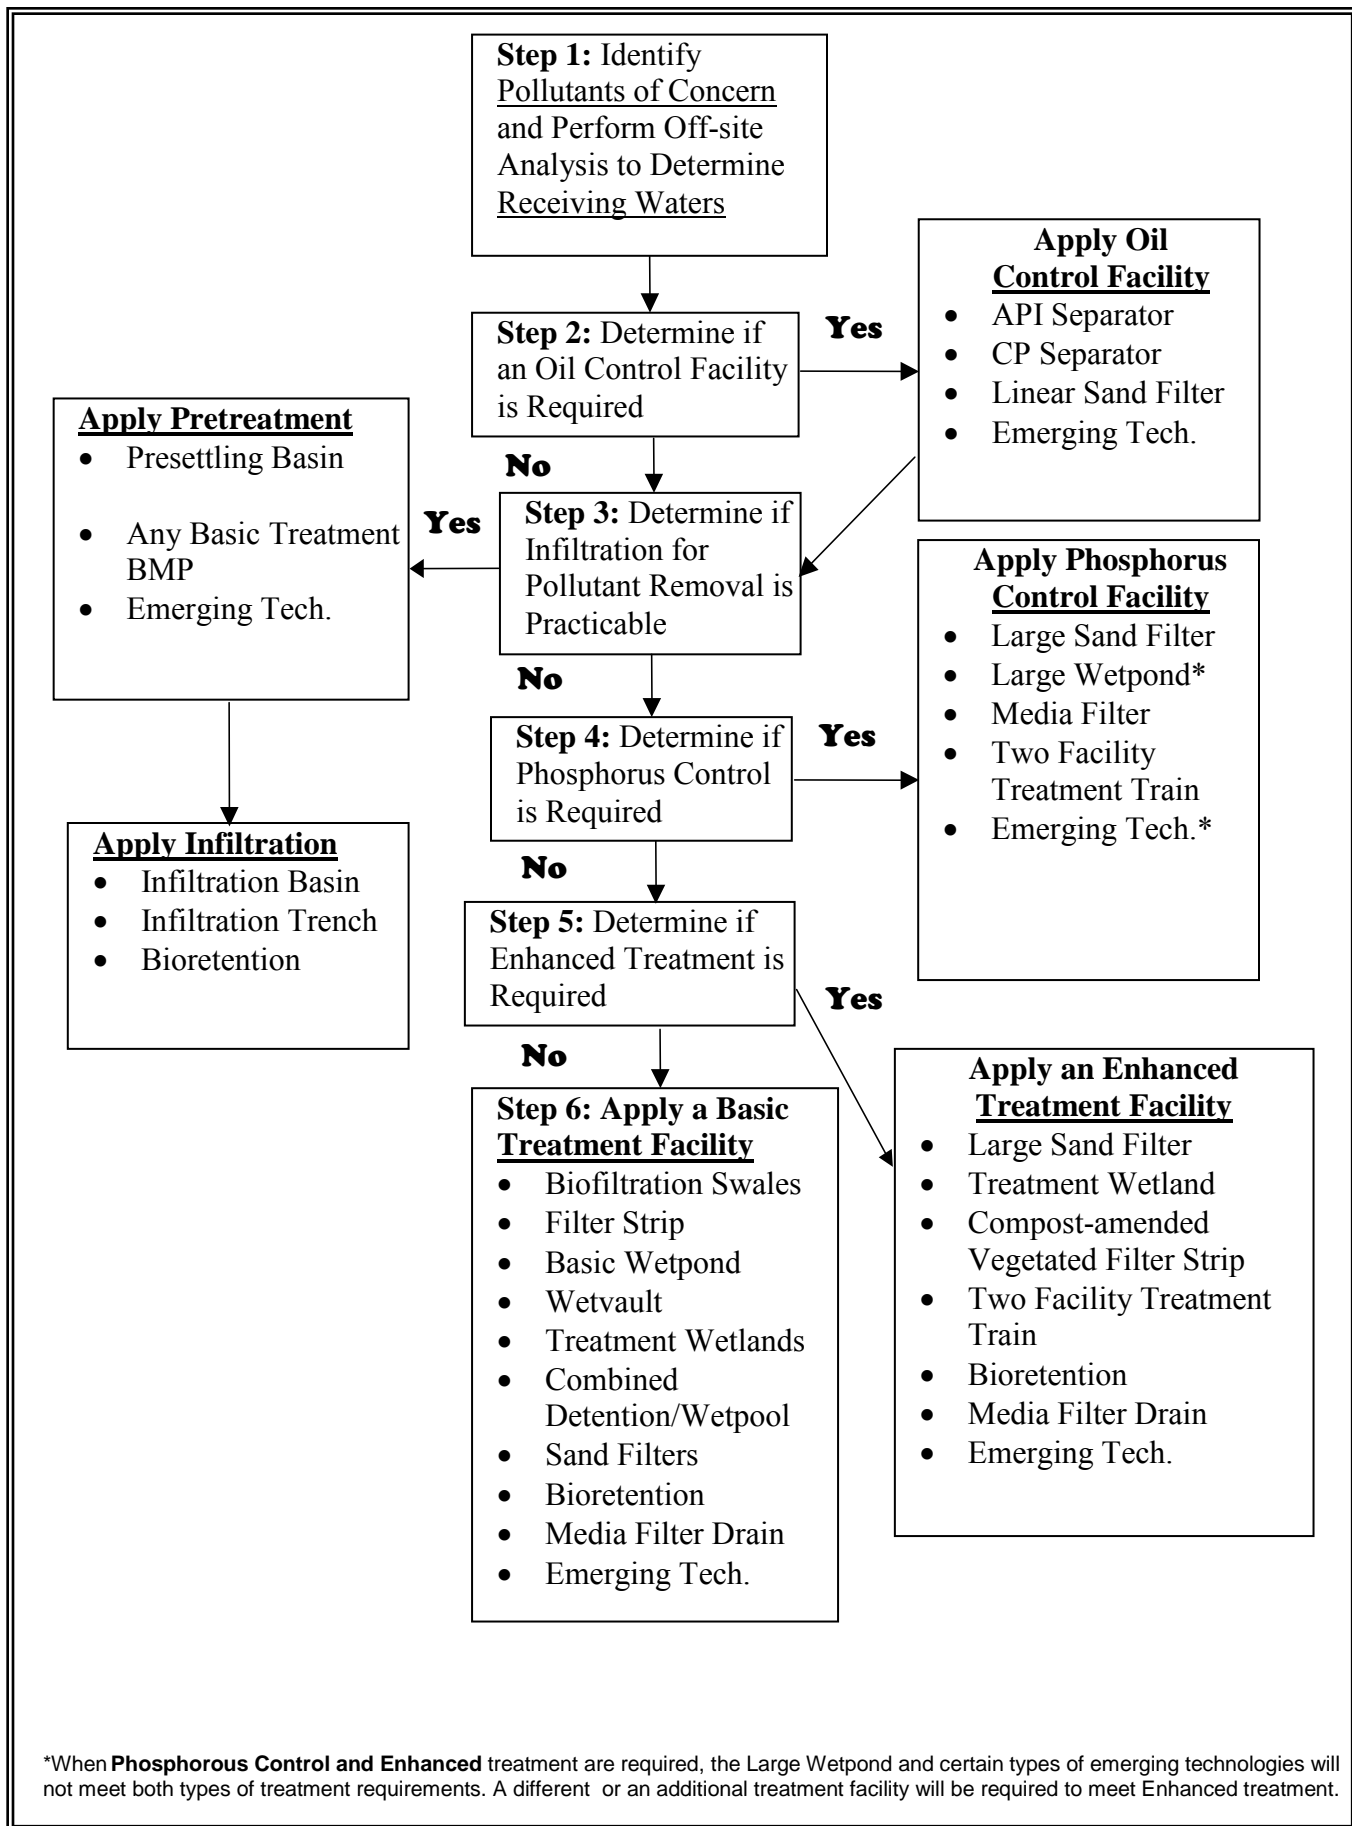 Step 1: Identify
Pollutants of Concern
and Perform Off-site
Analysis to Determine
Receiving Waters
Apply Oil
Control Facility
• API Separator
• CP Separator
• Linear Sand Filter
• Emerging Tech.
Yes
Step 2: Determine if
an Oil Control Facility
is Required
No
Apply Pretreatment
• Presettling Basin
• Any Basic Treatment
BMP
• Emerging Tech.
Yes
Step 3: Determine if
Infiltration for
Pollutant Removal is
Practicable
No
Apply Phosphorus
Control Facility
• Large Sand Filter
• Large Wetpond*
• Media Filter
• Two Facility
Treatment Train
• Emerging Tech.*
Step 4: Determine if
Phosphorus Control
is Required
Yes
No
Apply Infiltration
• Infiltration Basin
• Infiltration Trench
• Bioretention
Step 5: Determine if
Enhanced Treatment is
Required
Yes
No
Step 6: Apply a Basic
Treatment Facility
• Biofiltration Swales
• Filter Strip
• Basic Wetpond
• Wetvault
• Treatment Wetlands
• Combined
Detention/Wetpool
• Sand Filters
• Bioretention
• Media Filter Drain
• Emerging Tech.
Apply an Enhanced
Treatment Facility
• Large Sand Filter
• Treatment Wetland
• Compost-amended
Vegetated Filter Strip
• Two Facility Treatment
Train
• Bioretention
• Media Filter Drain
• Emerging Tech.
*When Phosphorous Control and Enhanced treatment are required, the Large Wetpond and certain types of emerging technologies will
not meet both types of treatment requirements. A different or an additional treatment facility will be required to meet Enhanced treatment.